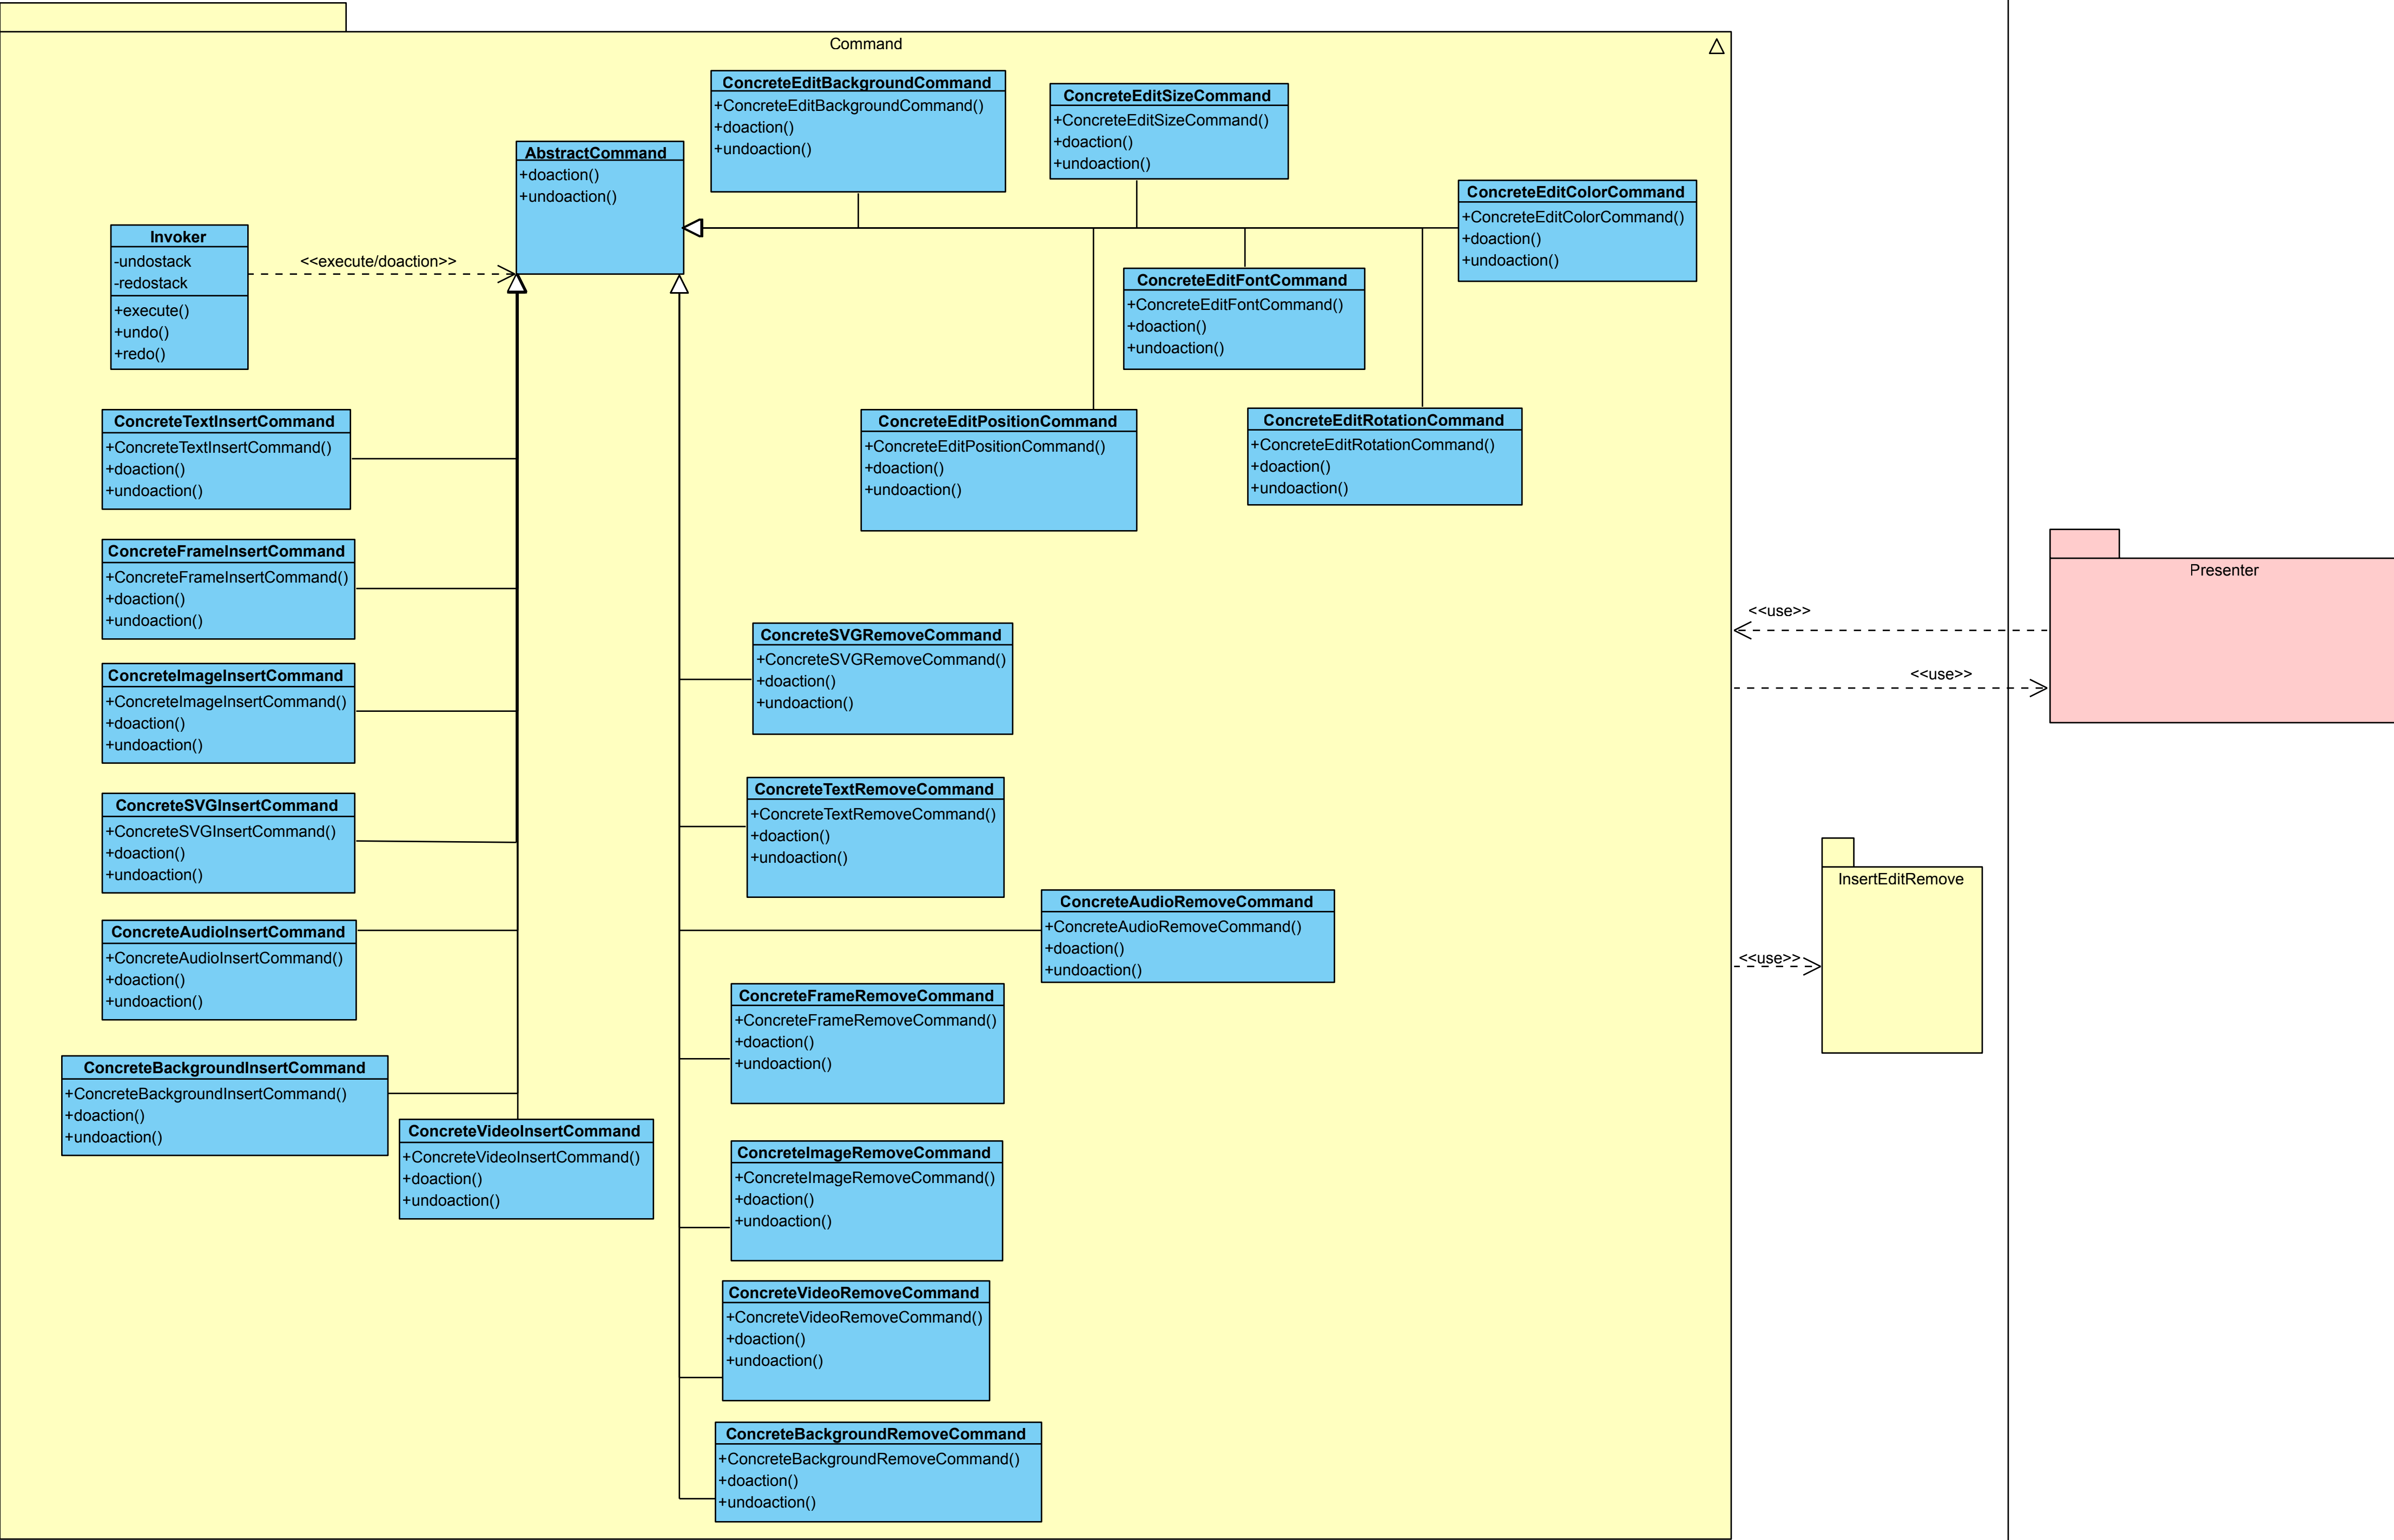 Command
ConcreteEditBackgroundCommand
+ConcreteEditBackgroundCommand()
+doaction()
+undoaction()
ConcreteEditSizeCommand
+ConcreteEditSizeCommand()
+doaction()
+undoaction()
AbstractCommand
+doaction()
+undoaction()
ConcreteEditColorCommand
+ConcreteEditColorCommand()
+doaction()
+undoaction()
Invoker
-undostack
-redostack
+execute()
+undo()
+redo()
<<execute/doaction>>
ConcreteEditFontCommand
+ConcreteEditFontCommand()
+doaction()
+undoaction()
ConcreteTextInsertCommand
+ConcreteTextInsertCommand()
+doaction()
+undoaction()
ConcreteEditPositionCommand
+ConcreteEditPositionCommand()
+doaction()
+undoaction()
ConcreteEditRotationCommand
+ConcreteEditRotationCommand()
+doaction()
+undoaction()
ConcreteFrameInsertCommand
+ConcreteFrameInsertCommand()
+doaction()
+undoaction()
Presenter
<<use>>
<<use>>
ConcreteSVGRemoveCommand
+ConcreteSVGRemoveCommand()
+doaction()
+undoaction()
ConcreteImageInsertCommand
+ConcreteImageInsertCommand()
+doaction()
+undoaction()
ConcreteTextRemoveCommand
+ConcreteTextRemoveCommand()
+doaction()
+undoaction()
ConcreteSVGInsertCommand
+ConcreteSVGInsertCommand()
+doaction()
+undoaction()
InsertEditRemove
<<use>>
ConcreteAudioRemoveCommand
+ConcreteAudioRemoveCommand()
+doaction()
+undoaction()
ConcreteAudioInsertCommand
+ConcreteAudioInsertCommand()
+doaction()
+undoaction()
ConcreteFrameRemoveCommand
+ConcreteFrameRemoveCommand()
+doaction()
+undoaction()
ConcreteBackgroundInsertCommand
+ConcreteBackgroundInsertCommand()
+doaction()
+undoaction()
ConcreteVideoInsertCommand
+ConcreteVideoInsertCommand()
+doaction()
+undoaction()
ConcreteImageRemoveCommand
+ConcreteImageRemoveCommand()
+doaction()
+undoaction()
ConcreteVideoRemoveCommand
+ConcreteVideoRemoveCommand()
+doaction()
+undoaction()
ConcreteBackgroundRemoveCommand
+ConcreteBackgroundRemoveCommand()
+doaction()
+undoaction()